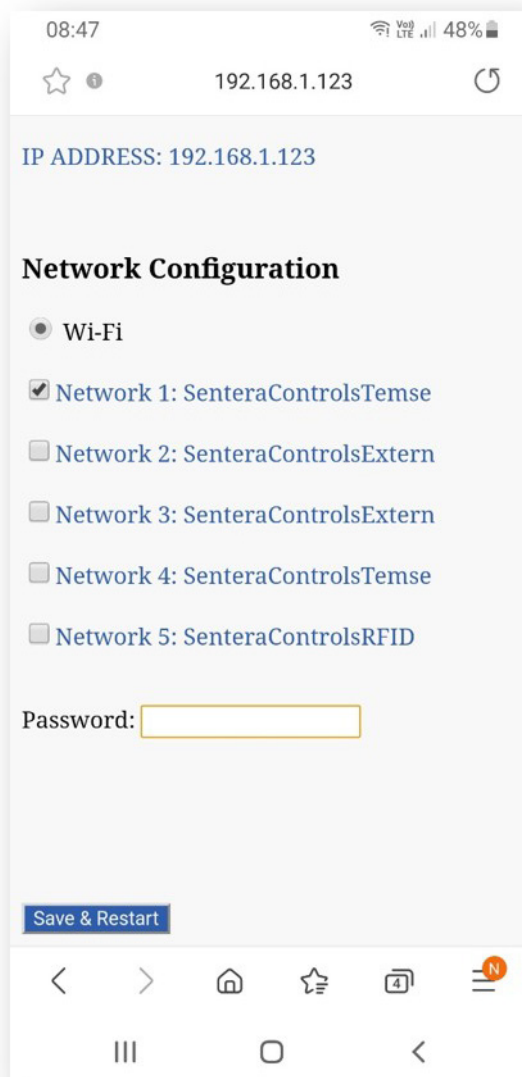 08:47 Vo)) LTE 48%
192.168.1.123
IP ADDRESS: 192.168.1.123
Network Configuration
Wi-Fi
Network 1: SenteraControlsTemse
Network 2: SenteraControlsExtern
Network 3: SenteraControlsExtern
Network 4: SenteraControlsTemse
Network 5: SenteraControlsRFID
Password:
Save & Restart
4 N